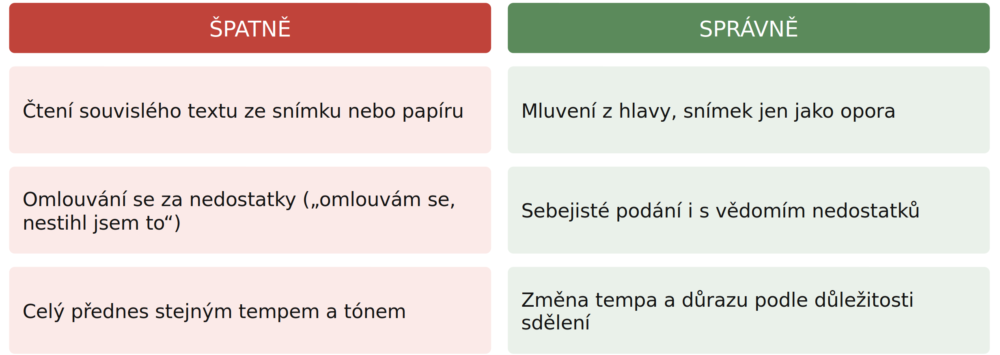 ŠPATNĚ
SPRÁVNĚ
Čtení souvislého textu ze snímku nebo papíru
Mluvení z hlavy, snímek jen jako opora
Omlouvání se za nedostatky („omlouvám se,
nestihl jsem to“)
Sebejisté podání i s vědomím nedostatků
Celý přednes stejným tempem a tónem
Změna tempa a důrazu podle důležitosti
sdělení